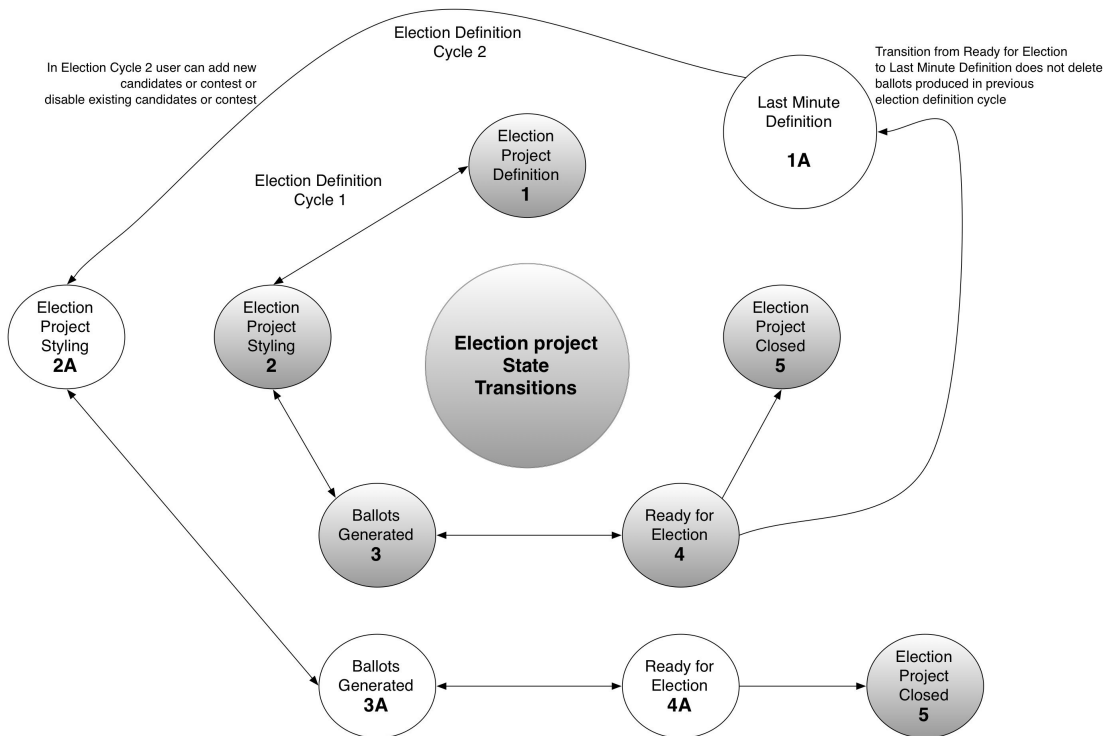 Election Definition
Cycle 2
In Election Cycle 2 user can add new
candidates or contest or
disable existing candidates or contest
Transition from Ready for Election
to Last Minute Definition does not delete
ballots produced in previous
election definition cycle
Last Minute
Definition
1A
Election
Project
Definition
1
Election Definition
Cycle 1
Election
Project
Styling
2A
Election
Project
Styling
2
Election project
State
Transitions
Election
Project
Closed
5
Ballots
Generated
3
Ready for
Election
4
Ballots
Generated
3A
Ready for
Election
4A
Election
Project
Closed
5